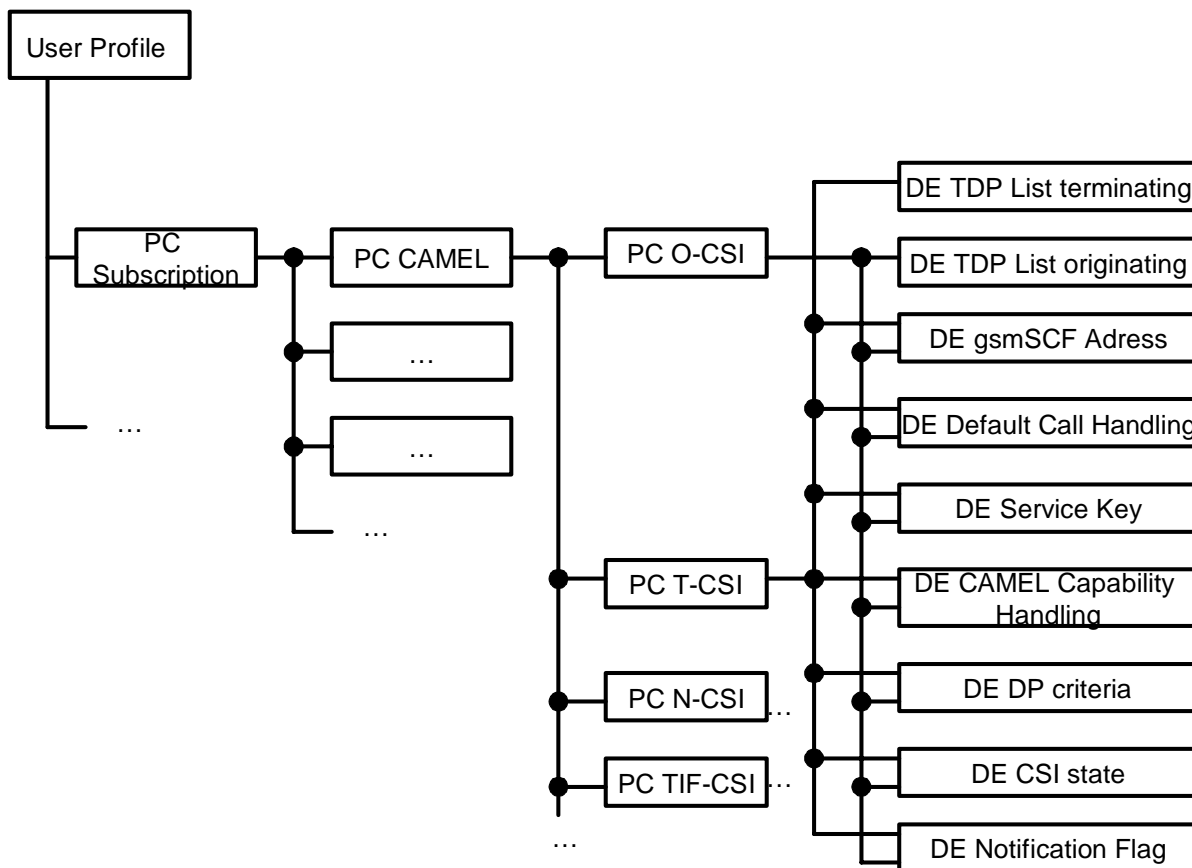 User Profile
PC
Subscription
…
PC CAMEL
…
…
…
PC O-CSI
PC T-CSI
PC N-CSI
…
PC TIF-CSI
…
…
DE TDP List terminating
DE TDP List originating
DE gsmSCF Adress
DE Default Call Handling
DE Service Key
DE CAMEL Capability
Handling
DE DP criteria
DE CSI state
DE Notification Flag